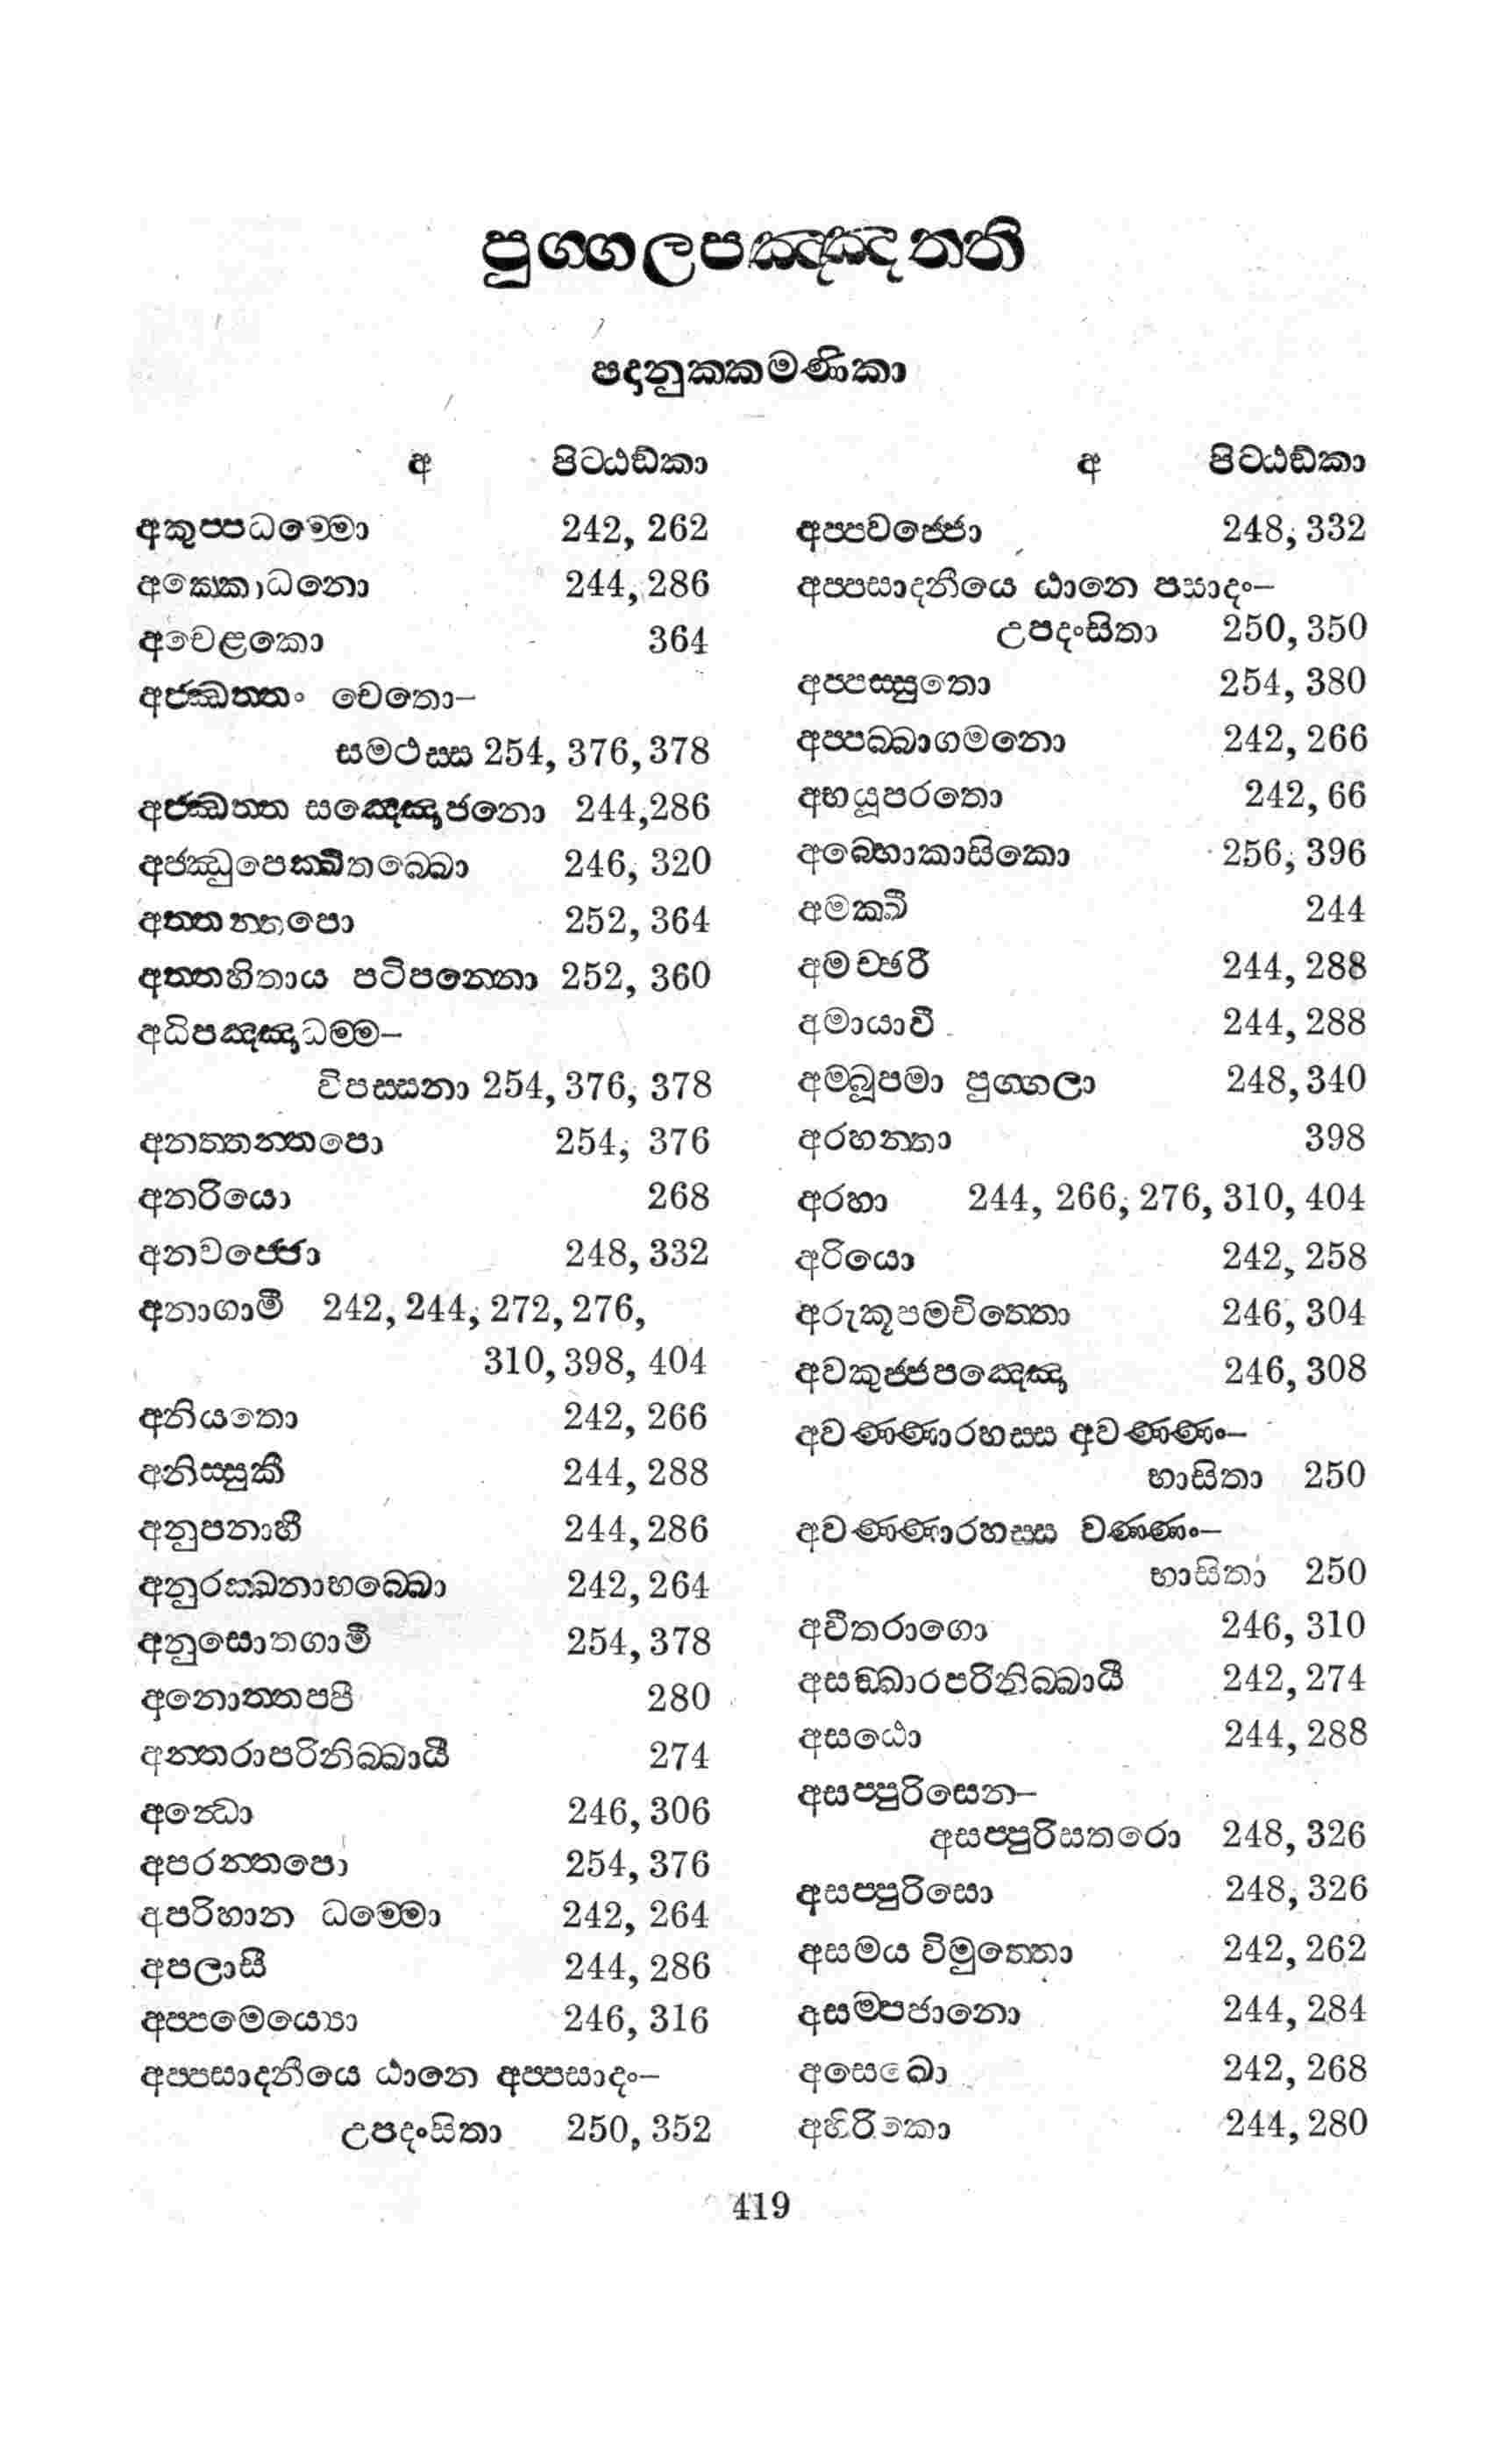 පුග්ගලපඤ්ඤත්ති
පදානුක්කමණිකා
අ පිට්ඨඞ්කා
අකුප්පධම්මො 242, 262
අක්කොධනො 244, 286
අචෙළකො 364
අජ්ඣත්තං චෙතො–
සමථස්ස 254, 376, 378
අජ්ඣත්ත සඤ්ඤොජනො 244,286
අජ්ඣුපෙක්ඛිතබ්බො 246, 320
අත්තන්තපො 252, 364
අත්තහිතාය පටිපන්නො 252, 360
අධිපඤ්ඤාධම්ම–
විපස්සනා 254, 376, 378
අනත්තන්තපො 254, 376
අනරියො 268
අනවජ්ජො 248, 332
අනාගාමී 242, 244, 272, 276,
310, 398, 404
අනියතො 242, 266
අනිස්සුකී 244, 288
අනුපනාහී 244, 286
අනුරක්ඛනාභබ්බො 242, 264
අනුසොතගාමී 254, 378
අනොත්තප්පී 280
අන්තරාපරිනිබ්බායී 274
අන්ධො 246, 306
අපරන්තපො 254, 376
අපරිහාන ධම්මො 242, 264
අපලාසී 244, 286
අප්පමෙය්‍යො 246, 316
අප්පසාදනීයෙ ඨානෙ අප්පසාදං–
උපදංසිතා 250, 352
අ පිට්ඨඞ්කා
අප්පවජ්ජො 248, 332
අප්පසාදනීයෙ ඨානෙ පසාදං–
උපදංසිතා 250, 350
අප්පස්සුතො 254, 380
අප්පබ්බාගමනො 242, 266
අභයූපරතො 242, 66
අබ්භොකාසිකො 256, 396
අමක්ඛී 244
අමච්ඡරී 244, 288
අමායාවී 244, 288
අම්බූපමා පුග්ගලා 248, 340
අරහන්තා 398
අරහා 244, 266, 276, 310, 404
අරියො 242, 258
අරුකූපමචිත්තො 246, 304
අවකුජ්ජපඤ්ඤො 246, 308
අවණ්ණාරහස්ස අවණ්ණං–
භාසිතා 250
අවණ්ණාරහස්ස වණ්ණං–
භාසිතා 250
අවීතරාගො 246, 310
අසඞ්ඛාරපරිනිබ්බායී 242, 274
අසඨො 244, 288
අසප්පුරිසෙන–
අසප්පුරිසතරො 248, 326
අසප්පුරිසො 248, 326
අසමය විමුත්තො 242, 262
අසම්පජානො 244, 284
අසෙඛො 242, 268
අහිරිකො 244, 280
419